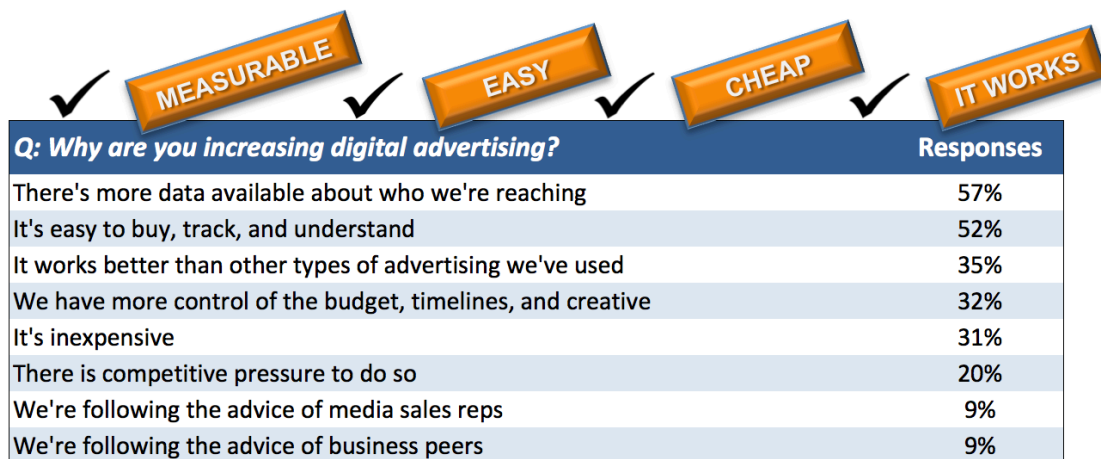 MEASURABLE
EASY
CHEAP
IT WORKS
Q: Why are you increasing digital advertising? Responses
There's more data available about who we're reaching 57%
It's easy to buy, track, and understand 52%
It works better than other types of advertising we've used 35%
We have more control of the budget, timelines, and creative 32%
It's inexpensive 31%
There is competitive pressure to do so 20%
We're following the advice of media sales reps 9%
We're following the advice of business peers 9%